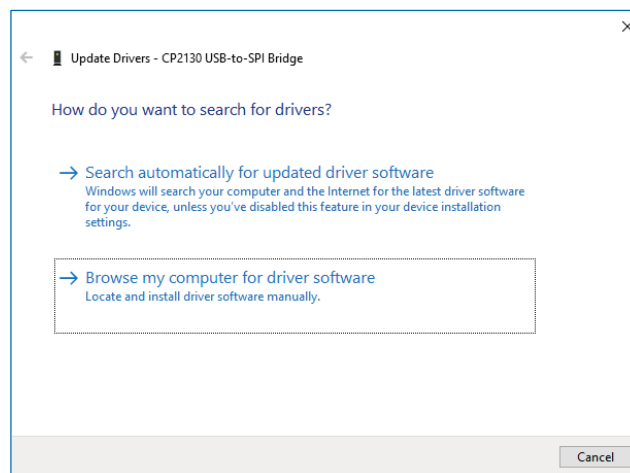 Update Drivers - CP2130 USB-to-SPI Bridge
How do you want to search for drivers?
Search automatically for updated driver software
Windows will search your computer and the Internet for the latest driver software
for your device, unless you've disabled this feature in your device installation
settings.
Browse my computer for driver software
Locate and install driver software manually.
Cancel